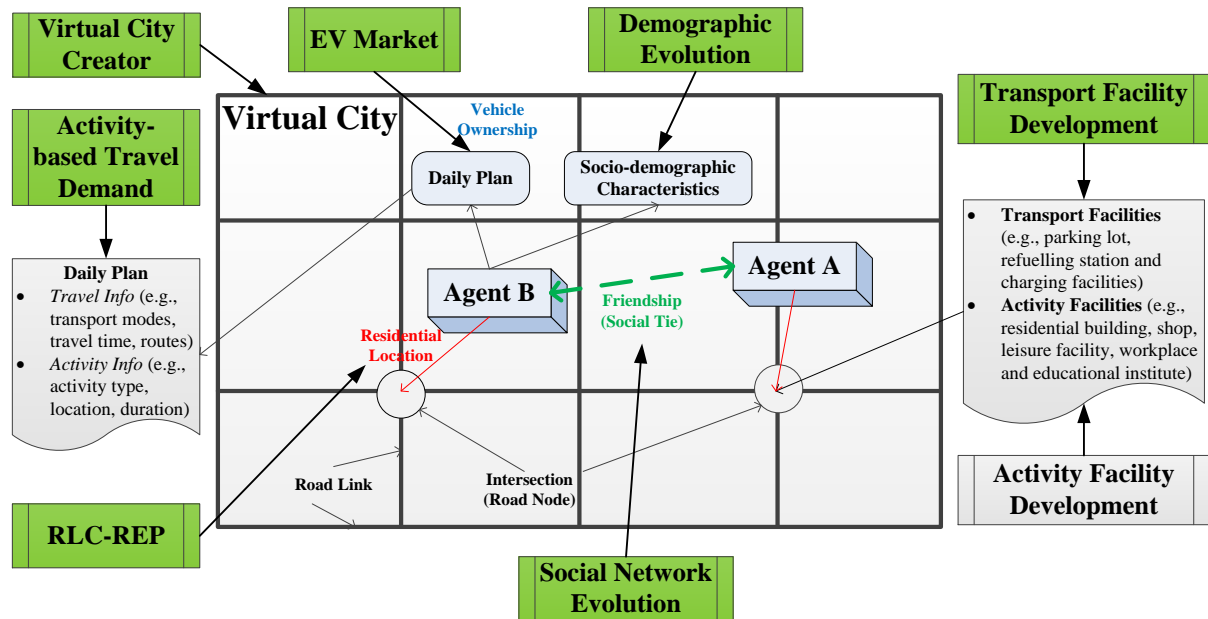 Virtual City
Creator
EV Market
Demographic
Evolution
Activity-
based Travel
Demand
Transport Facility
Development
Virtual City
Vehicle
Ownership
Daily Plan
Socio-demographic
Characteristics
Daily Plan
• Travel Info (e.g.,
transport modes,
travel time, routes)
• Activity Info (e.g.,
activity type,
location, duration)
Agent B
Agent A
Friendship
(Social Tie)
Residential
Location
• Transport Facilities
(e.g., parking lot,
refuelling station and
charging facilities)
• Activity Facilities (e.g.,
residential building, shop,
leisure facility, workplace
and educational institute)
Road Link
Intersection
(Road Node)
RLC-REP
Activity Facility
Development
Social Network
Evolution